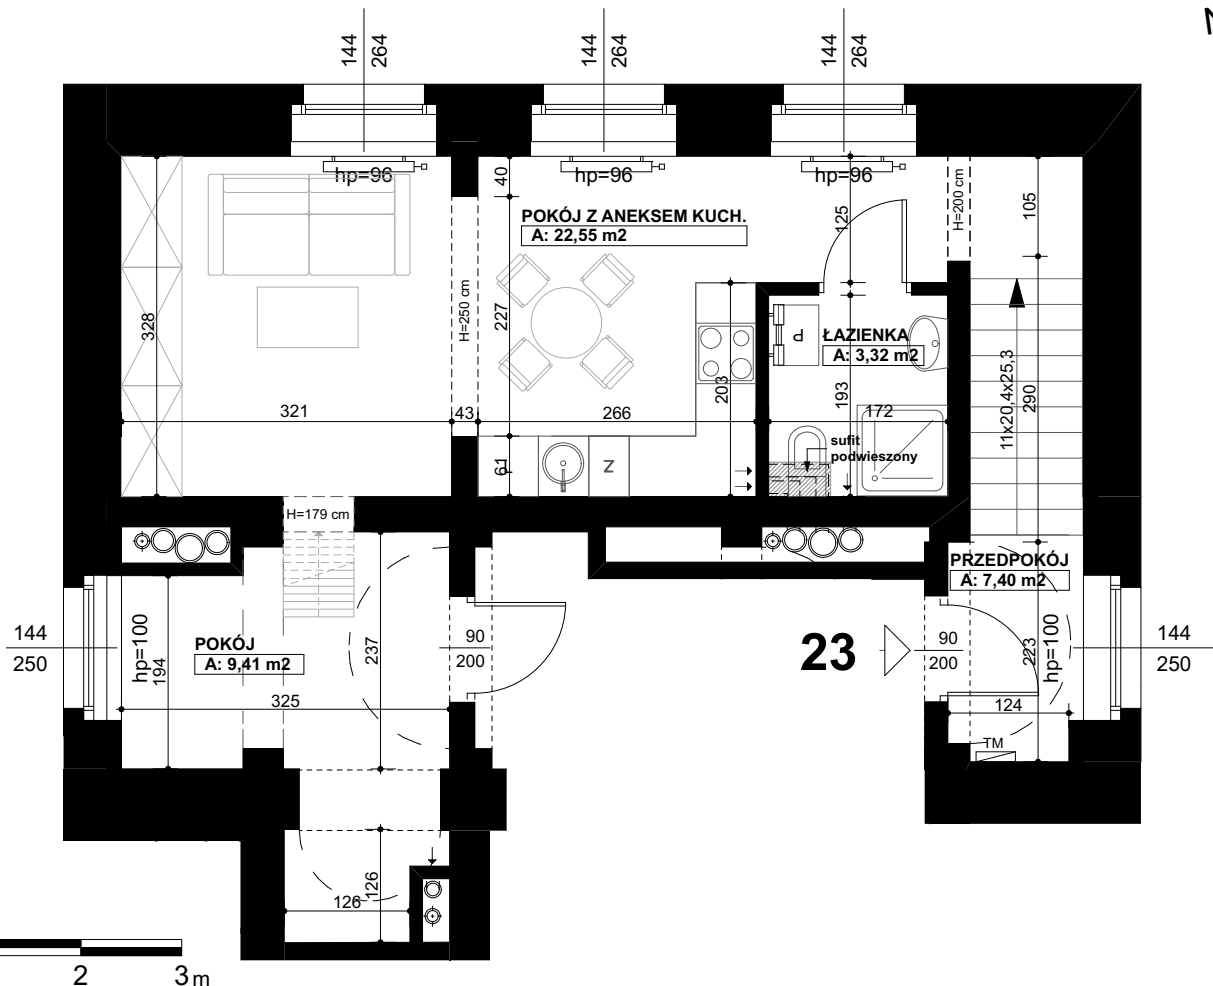 144
264
144
264
144
264
hp=96
hp=96
hp=96
40
125
H=200 cm
105
POKÓJ Z ANEKSEM KUCH.
A: 22,55 m2
328
H=250 cm
227
ŁAZIENKA
A: 3,32 m2
P
203
193
11x20,4x25,3
290
321
43
266
172
61
Z
sufit
podwieszony
H=179 cm
PRZEDPOKÓJ
A: 7,40 m2
144
250
hp=100
194
POKÓJ
A: 9,41 m2
237
90
200
23
90
200
223
hp=100
144
250
325
124
TM
126
126
2
3 m